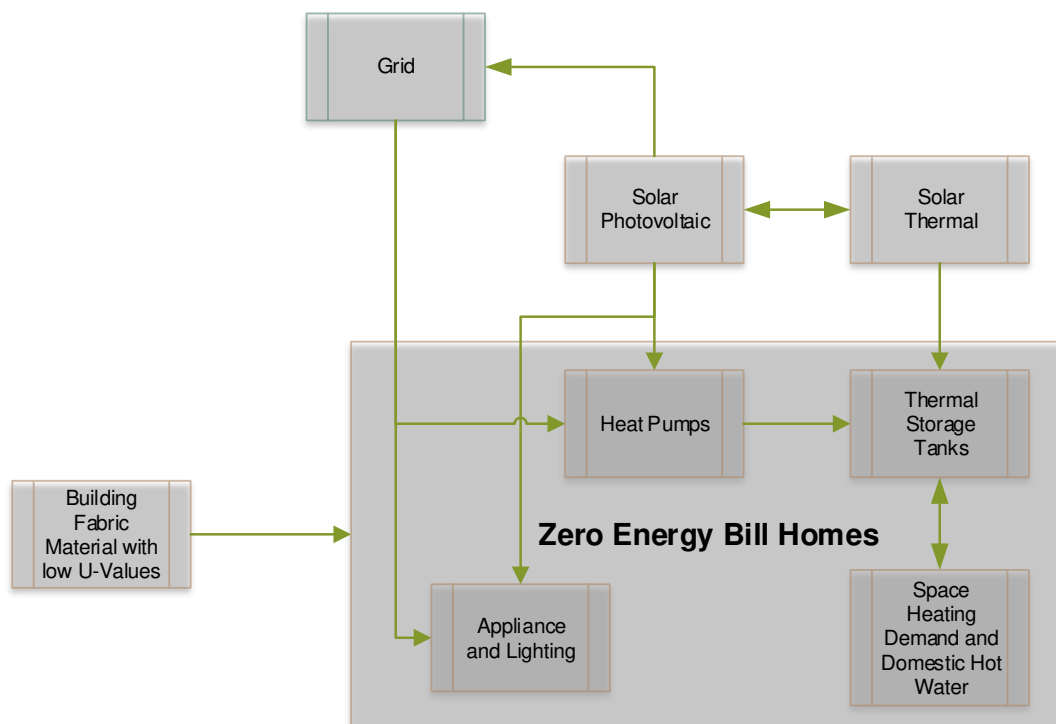 Grid
Solar
Photovoltaic
Solar
Thermal
Heat Pumps
Thermal
Storage
Tanks
Building
Fabric
Material with
low U-Values
Zero Energy Bill Homes
Appliance
and Lighting
Space
Heating
Demand and
Domestic Hot
Water